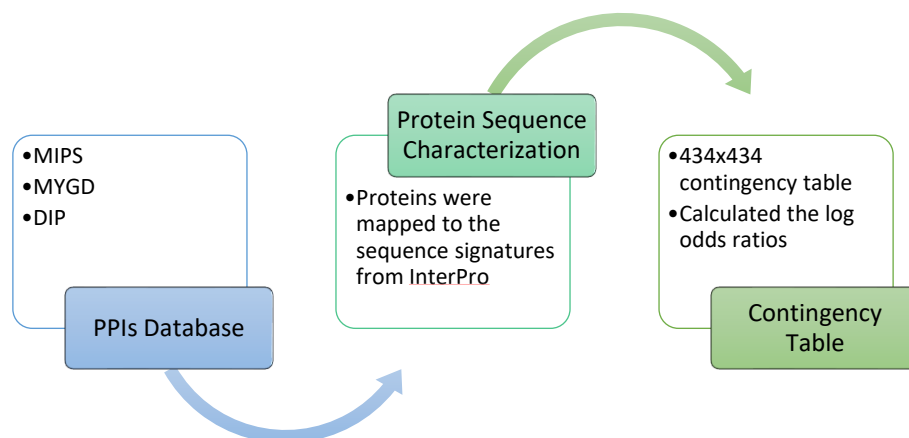 •MIPS
•MYGD
•DIP
PPIs Database
Protein Sequence
Characterization
•Proteins were
mapped to the
sequence signatures
from InterPro
•434x434
contingency table
•Calculated the log
odds ratios
Contingency
Table